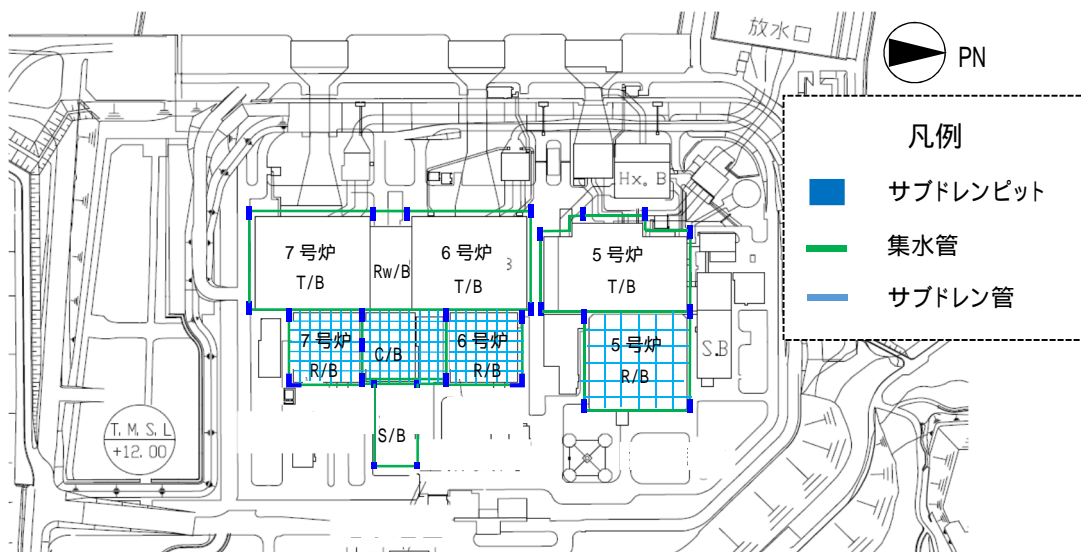 放水口
PN
凡例
サブドレンピット
集水管
サブドレン管
Hx. B
7号炉
T/B
Rw/B
6号炉
T/B
5号炉
T/B
7号炉
R/B
C/B
6号炉
R/B
5号炉
R/B
S.B
S/B
T. M. S. L
+12. 00